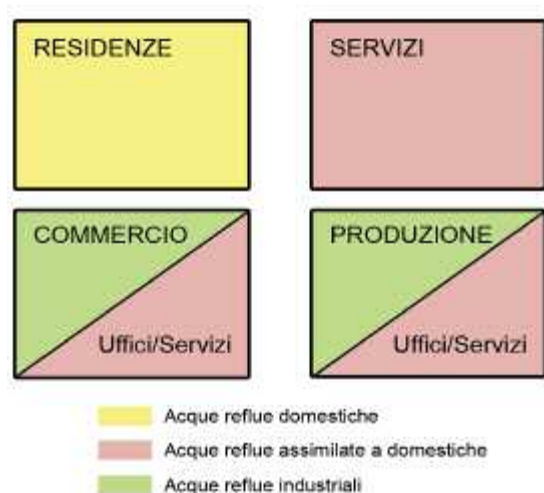 RESIDENZE
SERVIZI
COMMERCIO
Uffici/Servizi
PRODUZIONE
Uffici/Servizi
Acque reflue domestiche
Acque reflue assimilate a domestiche
Acque reflue industriali